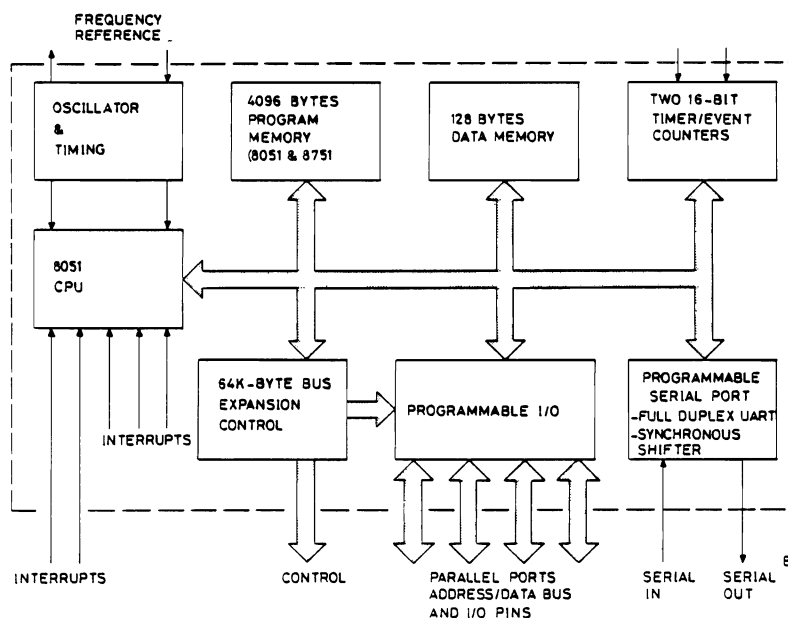 FREQUENCY
REFERENCE
OSCILLATOR
&
TIMING
4096 BYTES
PROGRAM
MEMORY
(8051 & 8751
128 BYTES
DATA MEMORY
TWO 16-BIT
TIMER/EVENT
COUNTERS
8051
CPU
64K-BYTE BUS
EXPANSION
CONTROL
PROGRAMMABLE I/O
PROGRAMMABLE
SERIAL PORT
-FULL DUPLEX UART
-SYNCHRONOUS
SHIFTER
INTERRUPTS
INTERRUPTS
CONTROL
PARALLEL PORTS
ADDRESS/DATA BUS
AND I/O PINS
SERIAL
IN
SERIAL
OUT